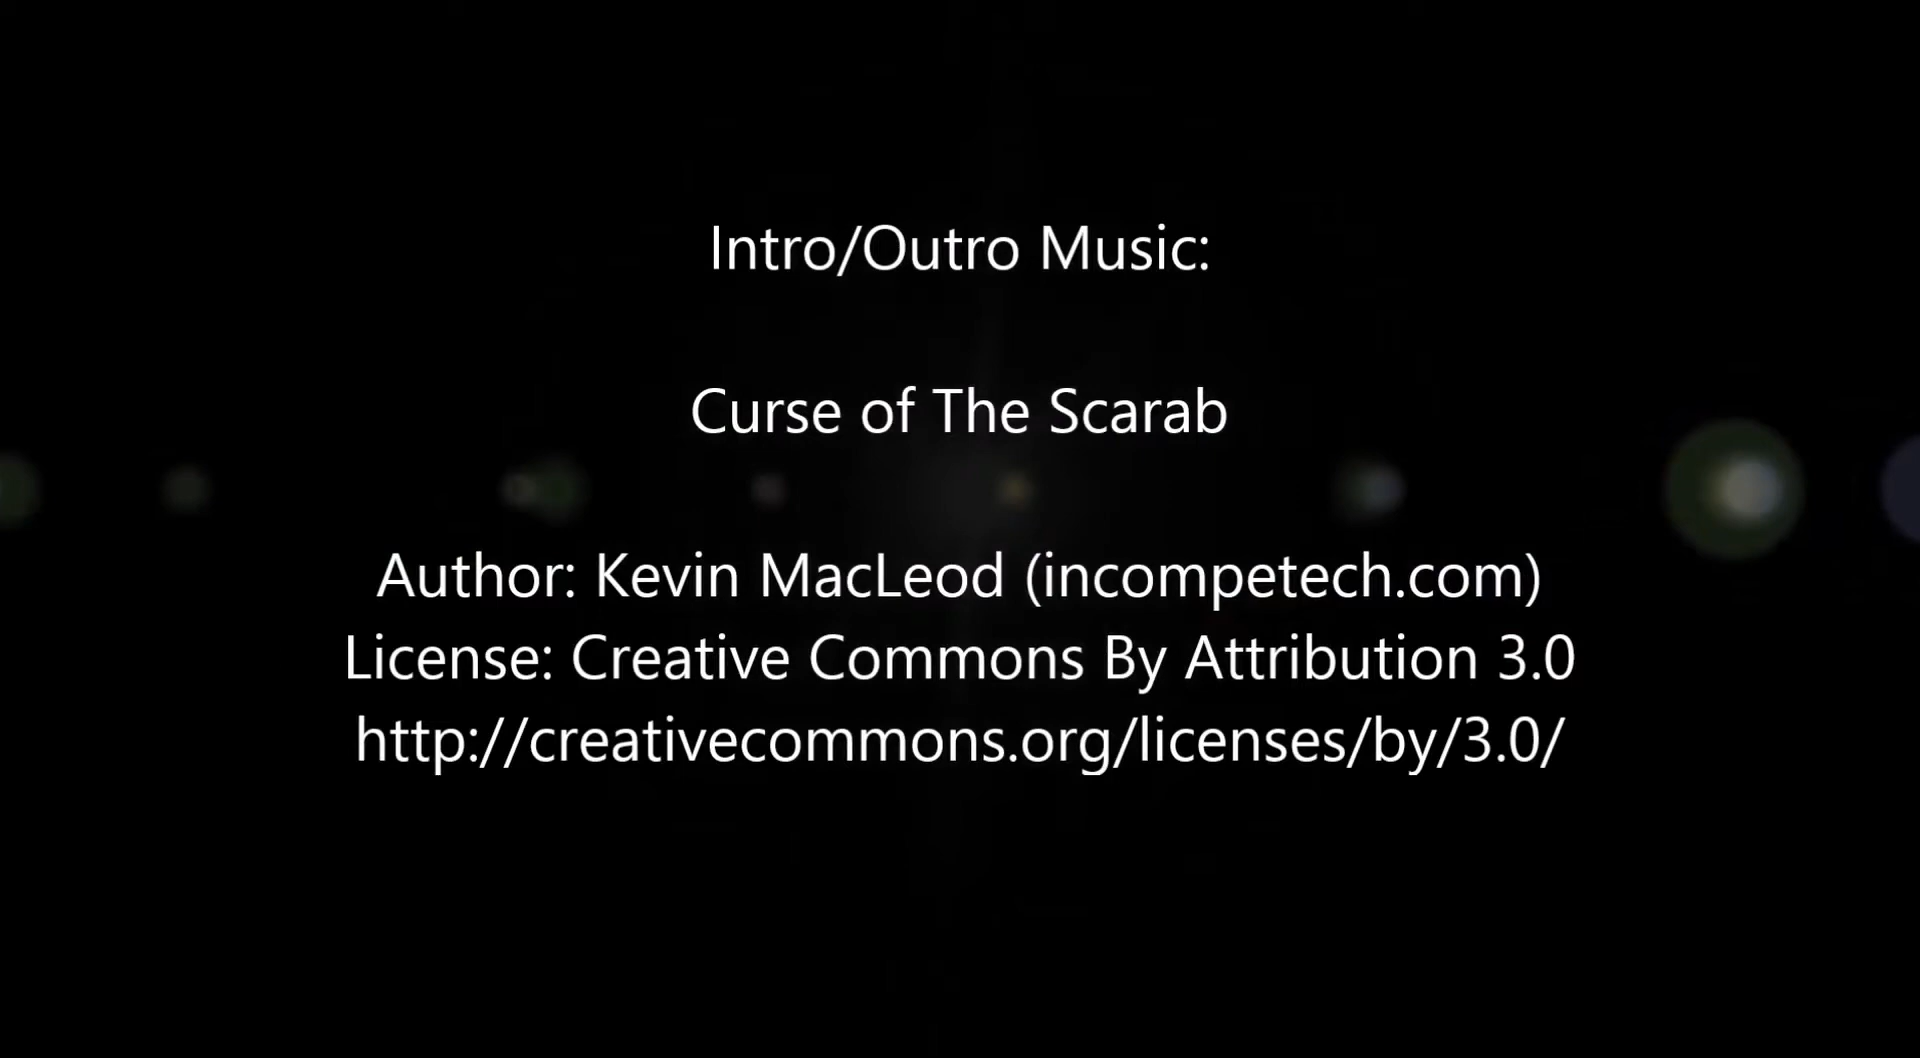 Intro/Outro Music:
Curse of The Scarab
Author: Kevin MacLeod (incompetech.com)
License: Creative Commons By Attribution 3.0
http://creativecommons.org/licenses/by/3.0/